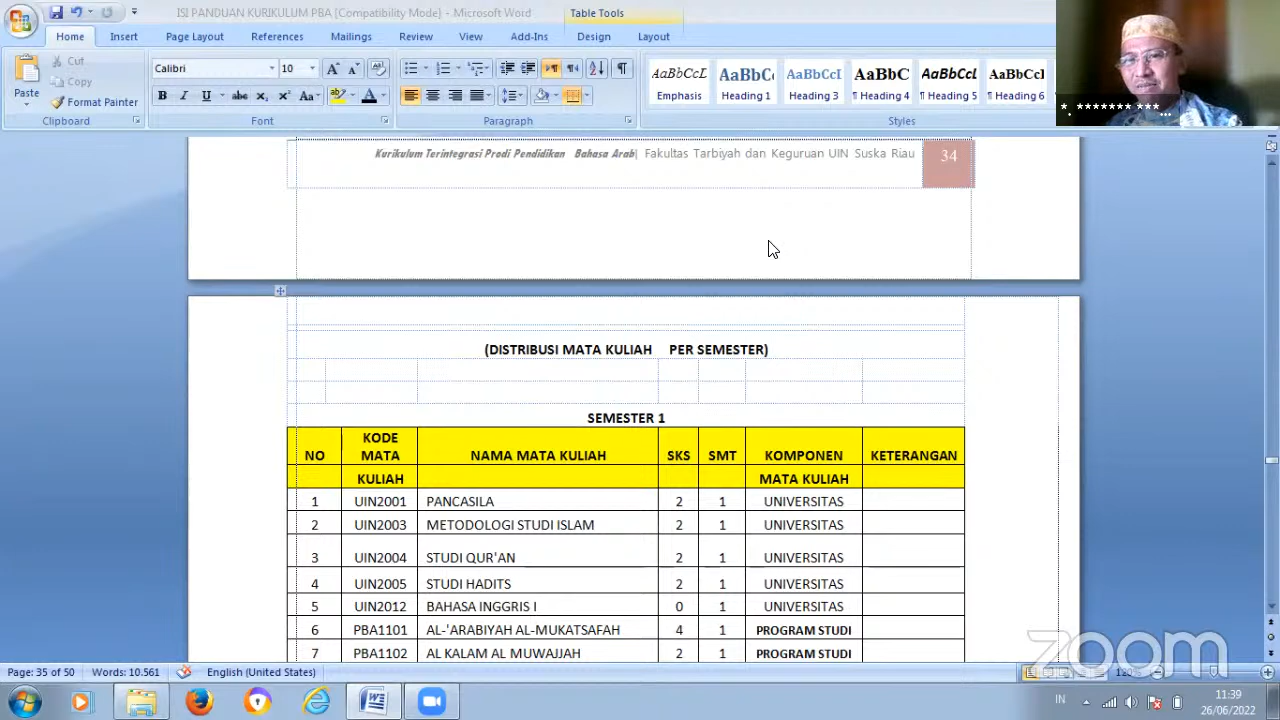 ISI PANDUAN KURIKULUM PBA [Compatibility Mode] - Microsoft Word
Table Tools
Home Insert Page Layout References Mailings Review View Add-Ins Design Layout
Cut
Copy
Format Painter
Paste
Clipboard
Calibri 10
Font
Paragraph
AaBbCcL AaBbCc AaBbCcI AaBbCc AaBbCcL AaBbCcI
Emphasis Heading 1 Heading 3 ¶ Heading 4 ¶ Heading 5 ¶ Heading 6
Styles
*. ******* ***...
Kurikulum Terintegrasi Prodi Pendidikan Bahasa Arab| Fakultas Tarbiyah dan Keguruan UIN Suska Riau 34
(DISTRIBUSI MATA KULIAH PER SEMESTER)
SEMESTER 1
NO KODE MATA KULIAH NAMA MATA KULIAH SKS SMT KOMPONEN MATA KULIAH KETERANGAN
1 UIN2001 PANCASILA 2 1 UNIVERSITAS
2 UIN2003 METODOLOGI STUDI ISLAM 2 1 UNIVERSITAS
3 UIN2004 STUDI QUR'AN 2 1 UNIVERSITAS
4 UIN2005 STUDI HADITS 2 1 UNIVERSITAS
5 UIN2012 BAHASA INGGRIS I 0 1 UNIVERSITAS
6 PBA1101 AL-'ARABIYAH AL-MUKATSAFAH 4 1 PROGRAM STUDI
7 PBA1102 AL KALAM AL MUWAJJAH 2 1 PROGRAM STUDI
zoom
Page: 35 of 50 Words: 10.561 English (United States) 120%
IN 11:39
26/06/2022